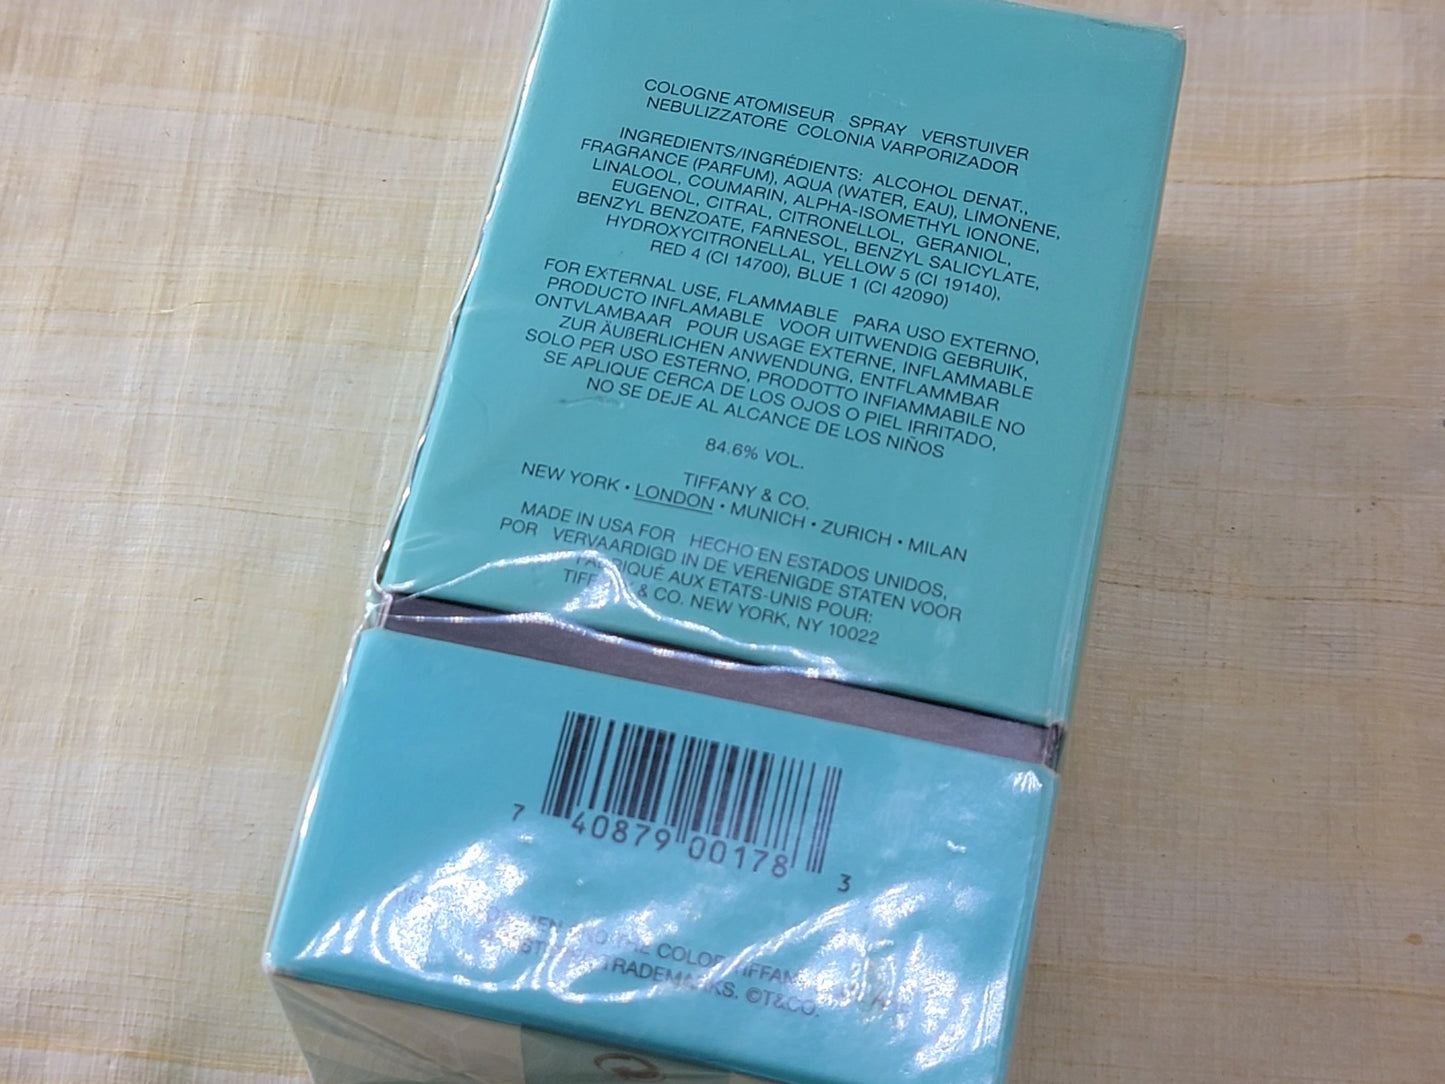 COLOGNE ATOMISEUR SPRAY VERSTUIVER
NEBULIZZATORE COLONIA VARPORIZADOR
INGREDIENTS/INGRÉDIENTS: ALCOHOL DENAT.,
FRAGRANCE (PARFUM), AQUA (WATER, EAU), LIMONENE,
LINALOOL, COUMARIN, ALPHA-ISOMETHYL IONONE,
EUGENOL, CITRAL, CITRONELLOL, GERANIOL,
BENZYL BENZOATE, FARNESOL, BENZYL SALICYLATE,
HYDROXYCITRONELLAL, YELLOW 5 (CI 19140),
RED 4 (CI 14700), BLUE 1 (CI 42090)
FOR EXTERNAL USE, FLAMMABLE PARA USO EXTERNO,
PRODUCTO INFLAMABLE VOOR UITWENDIG GEBRUIK,
ONTVLAMBAAR POUR USAGE EXTERNE, INFLAMMABLE
ZUR ÄUßERLICHEN ANWENDUNG, ENTFLAMMBAR
SOLO PER USO ESTERNO, PRODOTTO INFIAMMABILE NO
SE APLIQUE CERCA DE LOS OJOS O PIEL IRRITADO,
NO SE DEJE AL ALCANCE DE LOS NIÑOS
84.6% VOL.
TIFFANY & CO.
NEW YORK • LONDON • MUNICH • ZURICH • MILAN
MADE IN USA FOR HECHO EN ESTADOS UNIDOS,
POR VERVAARDIGD IN DE VERENIGDE STATEN VOOR
FABRIQUÉ AUX ETATS-UNIS POUR:
TIFFANY & CO. NEW YORK, NY 10022
7 40879 00178 3
THE COLOR TIFFANY
TRADEMARKS. ©T&CO.